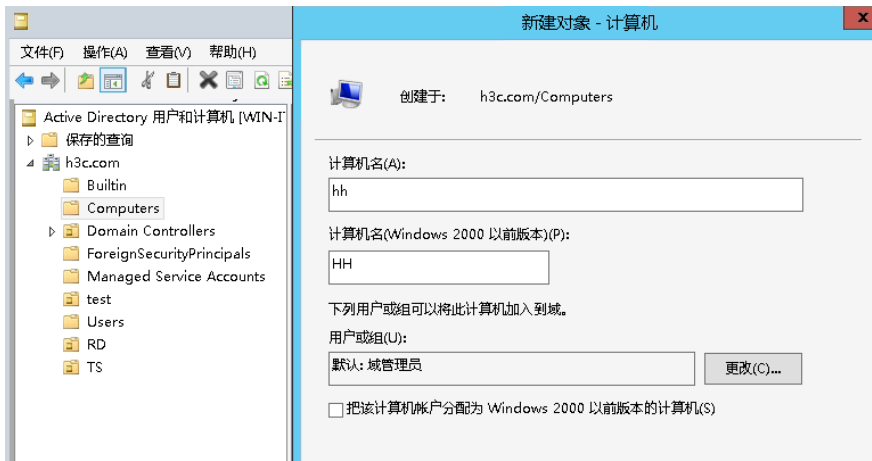 新建对象 - 计算机
x
文件(F) 操作(A) 查看(V) 帮助(H)
Active Directory 用户和计算机 [WIN-I
保存的查询
h3c.com
Builtin
Computers
Domain Controllers
ForeignSecurityPrincipals
Managed Service Accounts
test
Users
RD
TS
创建于: h3c.com/Computers
计算机名(A):
hh
计算机名(Windows 2000 以前版本)(P):
HH
下列用户或组可以将此计算机加入到域。
用户或组(U):
默认: 域管理员
更改(C)...
把该计算机帐户分配为 Windows 2000 以前版本的计算机(S)